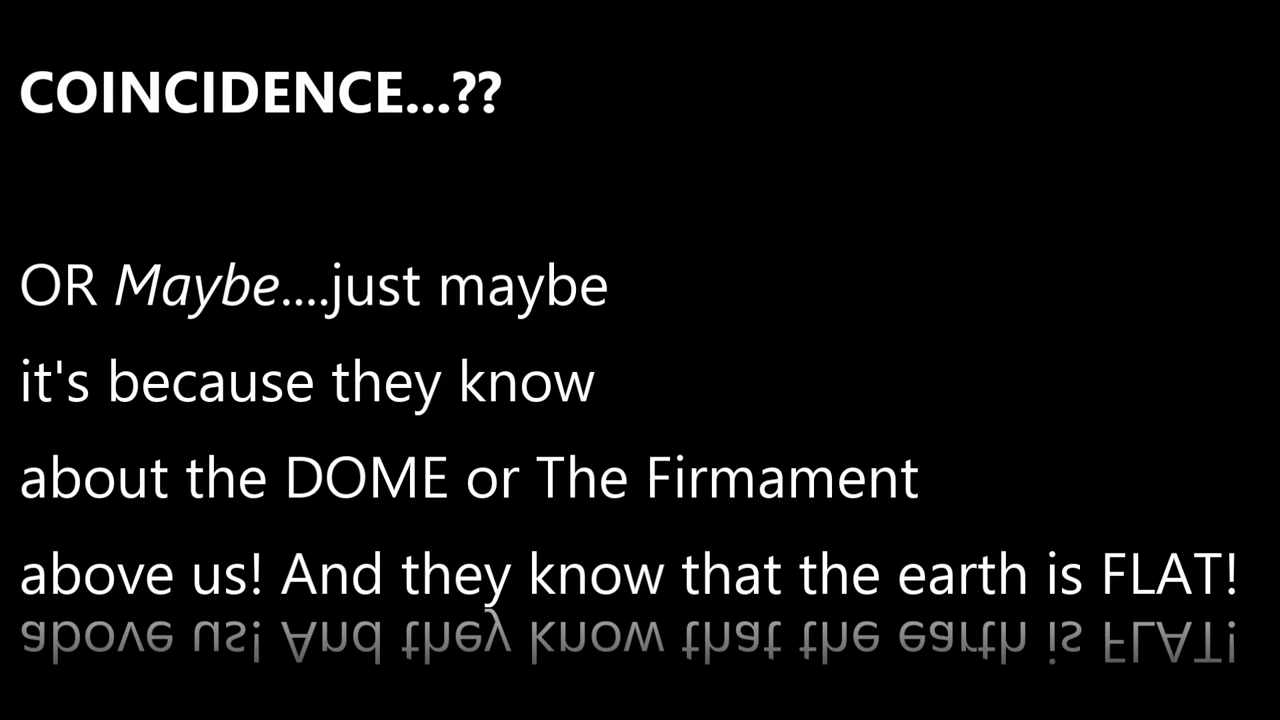 COINCIDENCE...??
OR Maybe....just maybe
it's because they know
about the DOME or The Firmament
above us! And they know that the earth is FLAT!